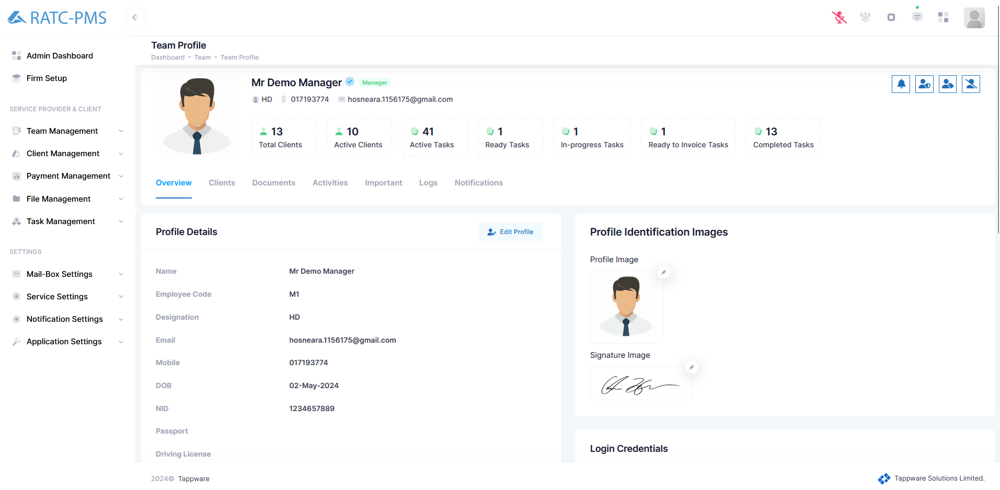 RATC-PMS
Admin Dashboard
Firm Setup
SERVICE PROVIDER & CLIENT
Team Management
Client Management
Payment Management
File Management
Task Management
SETTINGS
Mail-Box Settings
Service Settings
Notification Settings
Application Settings
Team Profile
Dashboard - Team - Team Profile
Mr Demo Manager Manager
HD 017193774 hosneara.1156175@gmail.com
13 10 41 1 1 1 13
Total Clients Active Clients Active Tasks Ready Tasks In-progress Tasks Ready to Invoice Tasks Completed Tasks
Overview Clients Documents Activities Important Logs Notifications
Profile Details Edit Profile
Name Mr Demo Manager
Employee Code M1
Designation HD
Email hosneara.1156175@gmail.com
Mobile 017193774
DOB 02-May-2024
NID 1234657889
Passport
Driving License
Profile Identification Images
Profile Image
Signature Image
Login Credentials
2024© Tappware
Tappware Solutions Limited.